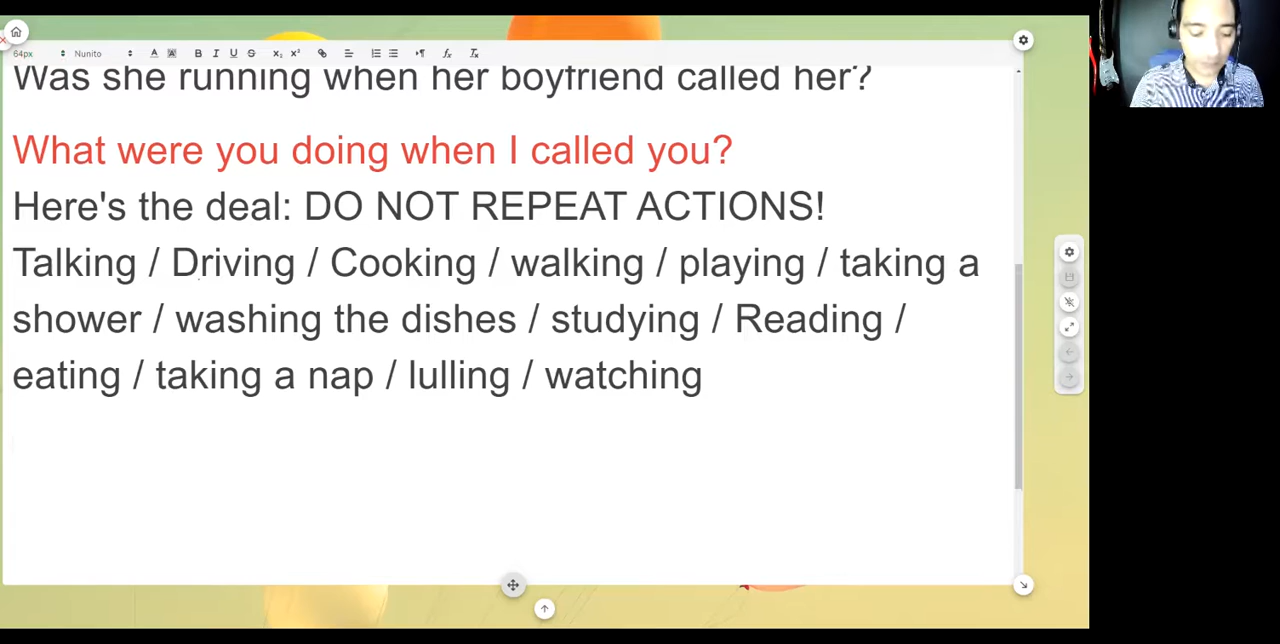 64px Nunito
Was she running when her boyfriend called her?
What were you doing when I called you?
Here's the deal: DO NOT REPEAT ACTIONS!
Talking / Driving / Cooking / walking / playing / taking a
shower / washing the dishes / studying / Reading /
eating / taking a nap / lulling / watching